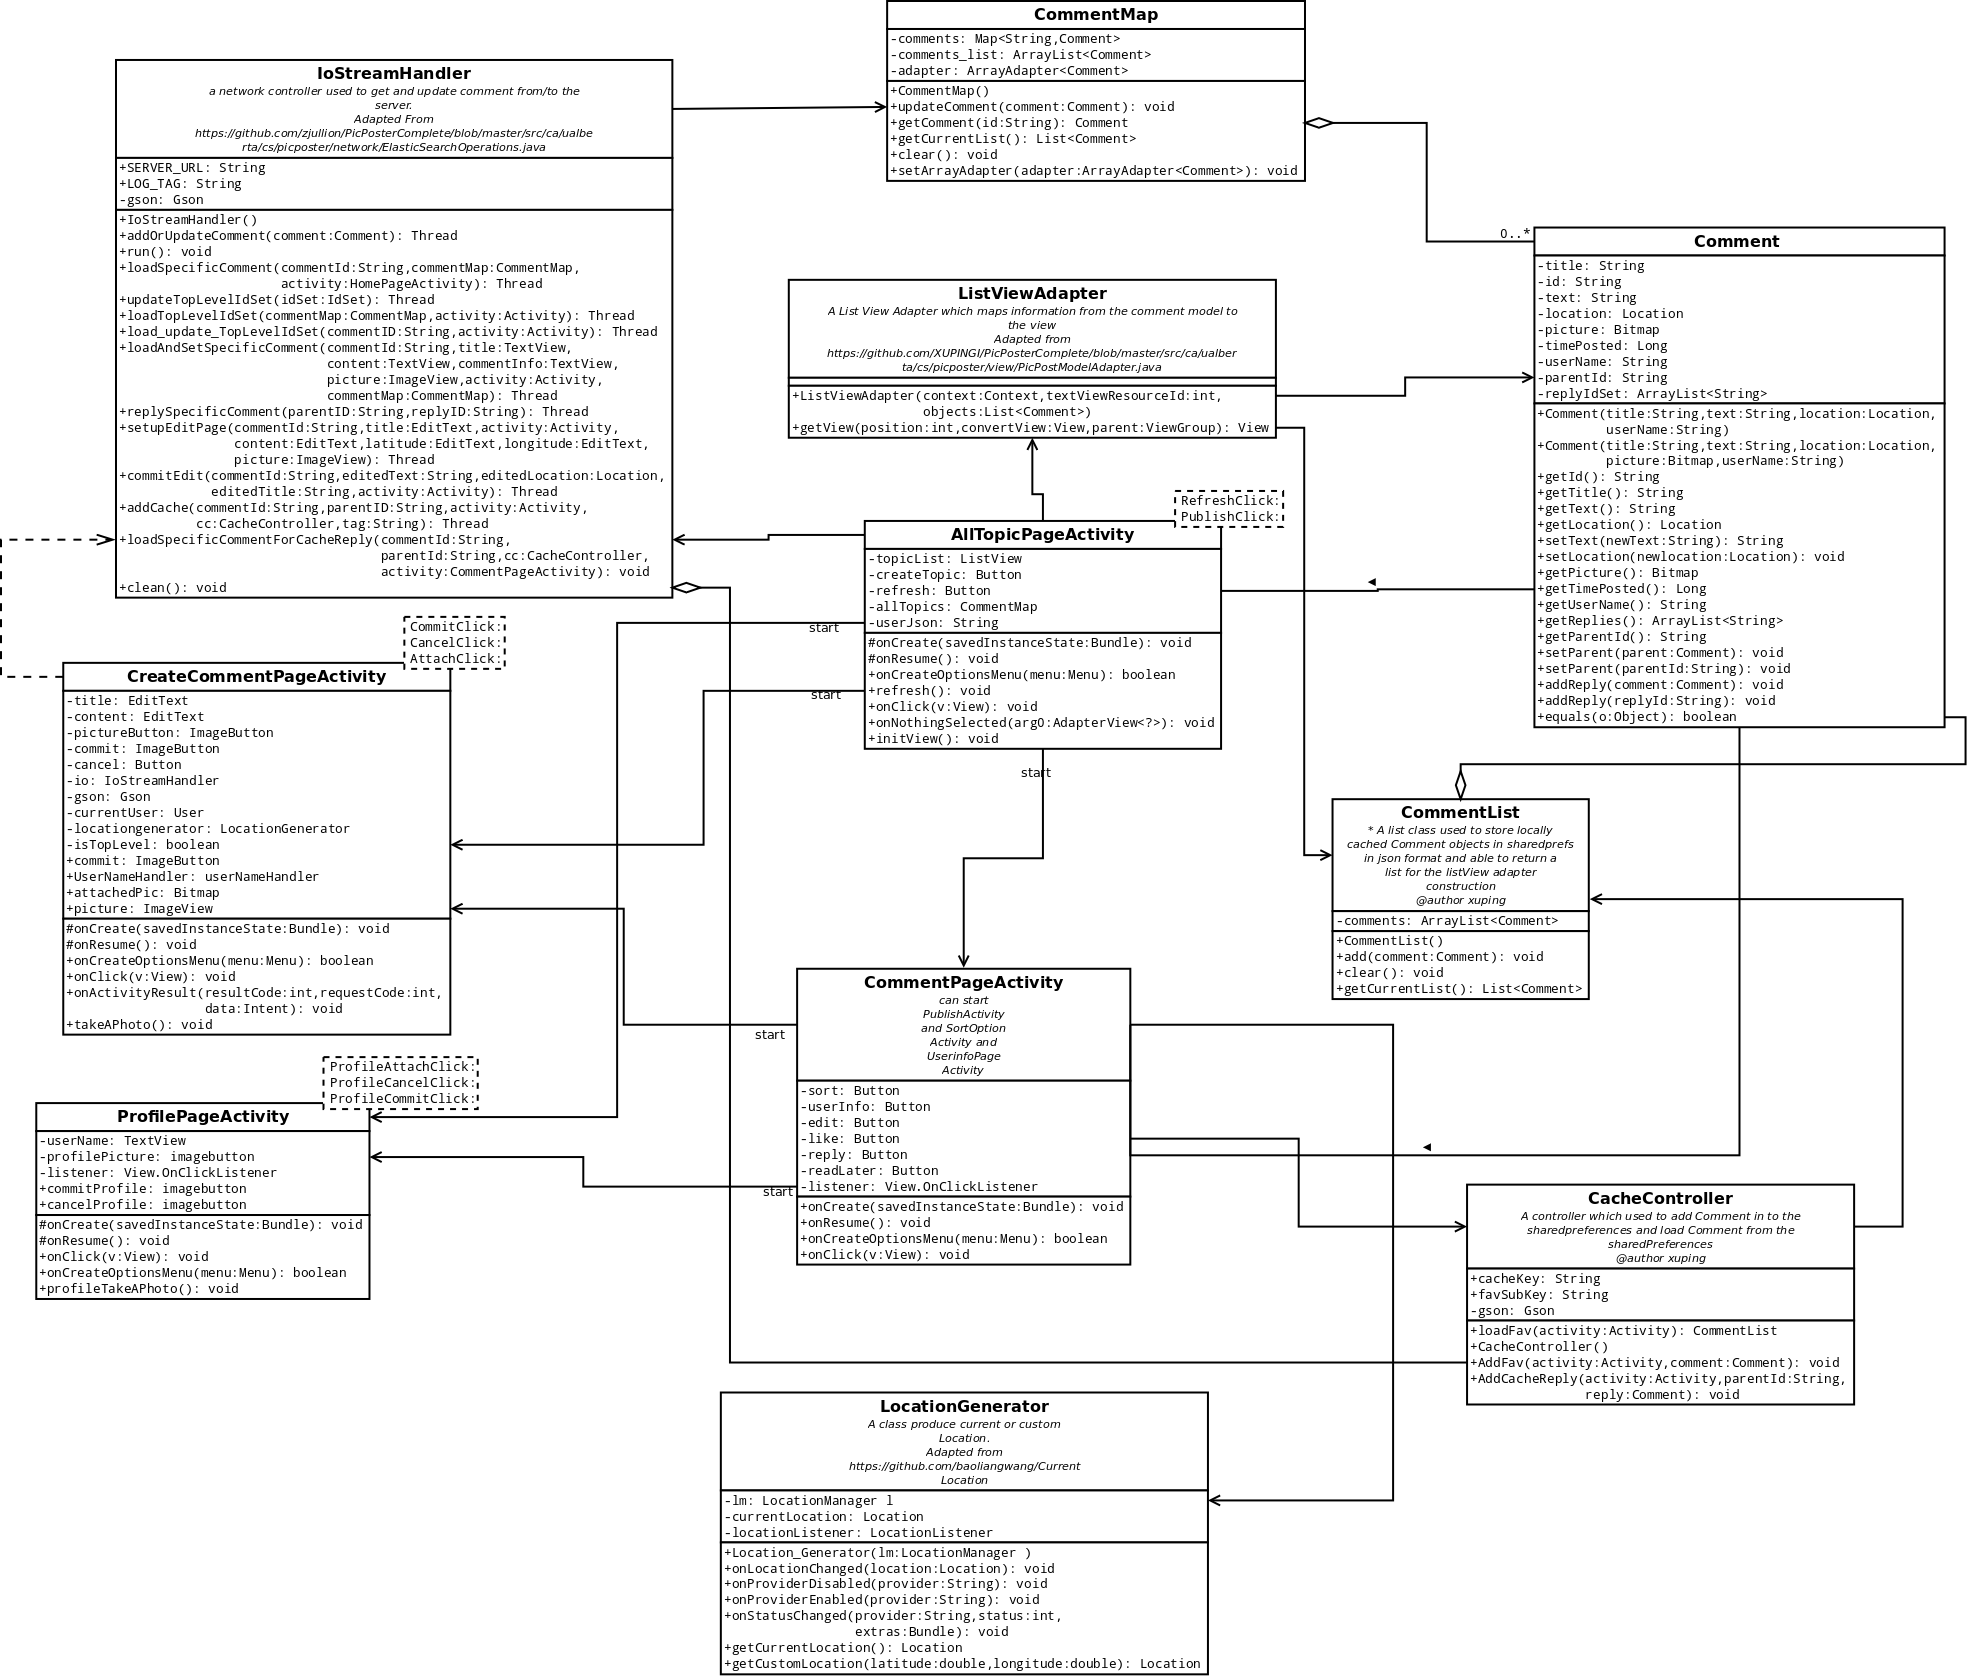 CommentMap
-comments: Map<String,Comment>
-comments_list: ArrayList<Comment>
-adapter: ArrayAdapter<Comment>
+CommentMap()
+updateComment(comment:Comment): void
+getComment(id:String): Comment
+getCurrentList(): List<Comment>
+clear(): void
+setArrayAdapter(adapter:ArrayAdapter<Comment>): void
IoStreamHandler
a network controller used to get and update comment from/to the
server.
Adapted From
https://github.com/zjullion/PicPosterComplete/blob/master/src/ca/ualbe
rta/cs/picposter/network/ElasticSearchOperations.java
+SERVER_URL: String
+LOG_TAG: String
-gson: Gson
+IoStreamHandler()
+addOrUpdateComment(comment:Comment): Thread
+run(): void
+loadSpecificComment(commentId:String,commentMap:CommentMap,
activity:HomePageActivity): Thread
+updateTopLevelIdSet(idSet:IdSet): Thread
+loadTopLevelIdSet(commentMap:CommentMap,activity:Activity): Thread
+load_update_TopLevelIdSet(commentID:String,activity:Activity): Thread
+loadAndSetSpecificComment(commentId:String,title:TextView,
content:TextView,commentInfo:TextView,
picture:ImageView,activity:Activity,
commentMap:CommentMap): Thread
+replySpecificComment(parentID:String,replyID:String): Thread
+setupEditPage(commentId:String,title:EditText,activity:Activity,
content:EditText,latitude:EditText,longitude:EditText,
picture:ImageView): Thread
+commitEdit(commentId:String,editedText:String,editedLocation:Location,
editedTitle:String,activity:Activity): Thread
+addCache(commentId:String,parentID:String,activity:Activity,
cc:CacheController,tag:String): Thread
+loadSpecificCommentForCacheReply(commentId:String,
parentId:String,cc:CacheController,
activity:CommentPageActivity): void
+clean(): void
0..*
Comment
-title: String
-id: String
-text: String
-location: Location
-picture: Bitmap
-timePosted: Long
-userName: String
-parentId: String
-replyIdSet: ArrayList<String>
+Comment(title:String,text:String,location:Location,
userName:String)
+Comment(title:String,text:String,location:Location,
picture:Bitmap,userName:String)
+getId(): String
+getTitle(): String
+getText(): String
+getLocation(): Location
+setText(newText:String): String
+setLocation(newlocation:Location): void
+getPicture(): Bitmap
+getTimePosted(): Long
+getUserName(): String
+getReplies(): ArrayList<String>
+getParentId(): String
+setParent(parent:Comment): void
+setParent(parentId:String): void
+addReply(comment:Comment): void
+addReply(replyId:String): void
+equals(o:Object): boolean
ListViewAdapter
A List View Adapter which maps information from the comment model to
the view
Adapted from
https://github.com/XUPINGI/PicPosterComplete/blob/master/src/ca/ualber
ta/cs/picposter/view/PicPostModelAdapter.java
+ListViewAdapter(context:Context,textViewResourceId:int,
objects:List<Comment>)
+getView(position:int,convertView:View,parent:ViewGroup): View
RefreshClick:
PublishClick:
AllTopicPageActivity
-topicList: ListView
-createTopic: Button
-refresh: Button
-allTopics: CommentMap
-userJson: String
#onCreate(savedInstanceState:Bundle): void
#onResume(): void
+onCreateOptionsMenu(menu:Menu): boolean
+refresh(): void
+onClick(v:View): void
+onNothingSelected(arg0:AdapterView<?>): void
+initView(): void
start
start
start
CommitClick:
CancelClick:
AttachClick:
CreateCommentPageActivity
-title: EditText
-content: EditText
-pictureButton: ImageButton
-commit: ImageButton
-cancel: Button
-io: IoStreamHandler
-gson: Gson
-currentUser: User
-locationgenerator: LocationGenerator
-isTopLevel: boolean
+commit: ImageButton
+UserNameHandler: userNameHandler
+attachedPic: Bitmap
+picture: ImageView
#onCreate(savedInstanceState:Bundle): void
#onResume(): void
+onCreateOptionsMenu(menu:Menu): boolean
+onClick(v:View): void
+onActivityResult(resultCode:int,requestCode:int,
data:Intent): void
+takeAPhoto(): void
CommentList
* A list class used to store locally
cached Comment objects in sharedprefs
in json format and able to return a
list for the listView adapter
construction
@author xuping
-comments: ArrayList<Comment>
+CommentList()
+add(comment:Comment): void
+clear(): void
+getCurrentList(): List<Comment>
CommentPageActivity
can start
PublishActivity
and SortOption
Activity and
UserinfoPage
Activity
-sort: Button
-userInfo: Button
-edit: Button
-like: Button
-reply: Button
-readLater: Button
-listener: View.OnClickListener
+onCreate(savedInstanceState:Bundle): void
+onResume(): void
+onCreateOptionsMenu(menu:Menu): boolean
+onClick(v:View): void
start
start
ProfileAttachClick:
ProfileCancelClick:
ProfileCommitClick:
ProfilePageActivity
-userName: TextView
-profilePicture: imagebutton
-listener: View.OnClickListener
+commitProfile: imagebutton
+cancelProfile: imagebutton
#onCreate(savedInstanceState:Bundle): void
#onResume(): void
+onClick(v:View): void
+onCreateOptionsMenu(menu:Menu): boolean
+profileTakeAPhoto(): void
CacheController
A controller which used to add Comment in to the
sharedpreferences and load Comment from the
sharedPreferences
@author xuping
+cacheKey: String
+favSubKey: String
-gson: Gson
+loadFav(activity:Activity): CommentList
+CacheController()
+AddFav(activity:Activity,comment:Comment): void
+AddCacheReply(activity:Activity,parentId:String,
reply:Comment): void
LocationGenerator
A class produce current or custom
Location.
Adapted from
https://github.com/baoliangwang/Current
Location
-lm: LocationManager l
-currentLocation: Location
-locationListener: LocationListener
+Location_Generator(lm:LocationManager )
+onLocationChanged(location:Location): void
+onProviderDisabled(provider:String): void
+onProviderEnabled(provider:String): void
+onStatusChanged(provider:String,status:int,
extras:Bundle): void
+getCurrentLocation(): Location
+getCustomLocation(latitude:double,longitude:double): Location